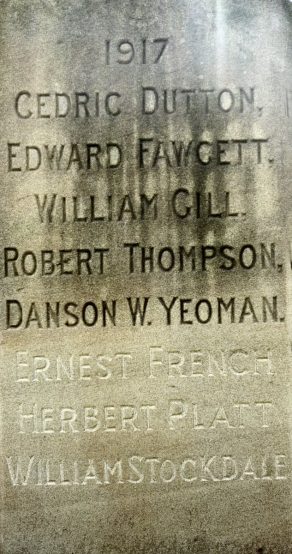 1917
CEDRIC DUTTON.
EDWARD FAWCETT.
WILLIAM GILL.
ROBERT THOMPSON.
DANSON W. YEOMAN.
ERNEST FRENCH
HERBERT PLATT
WILLIAM STOCKDALE